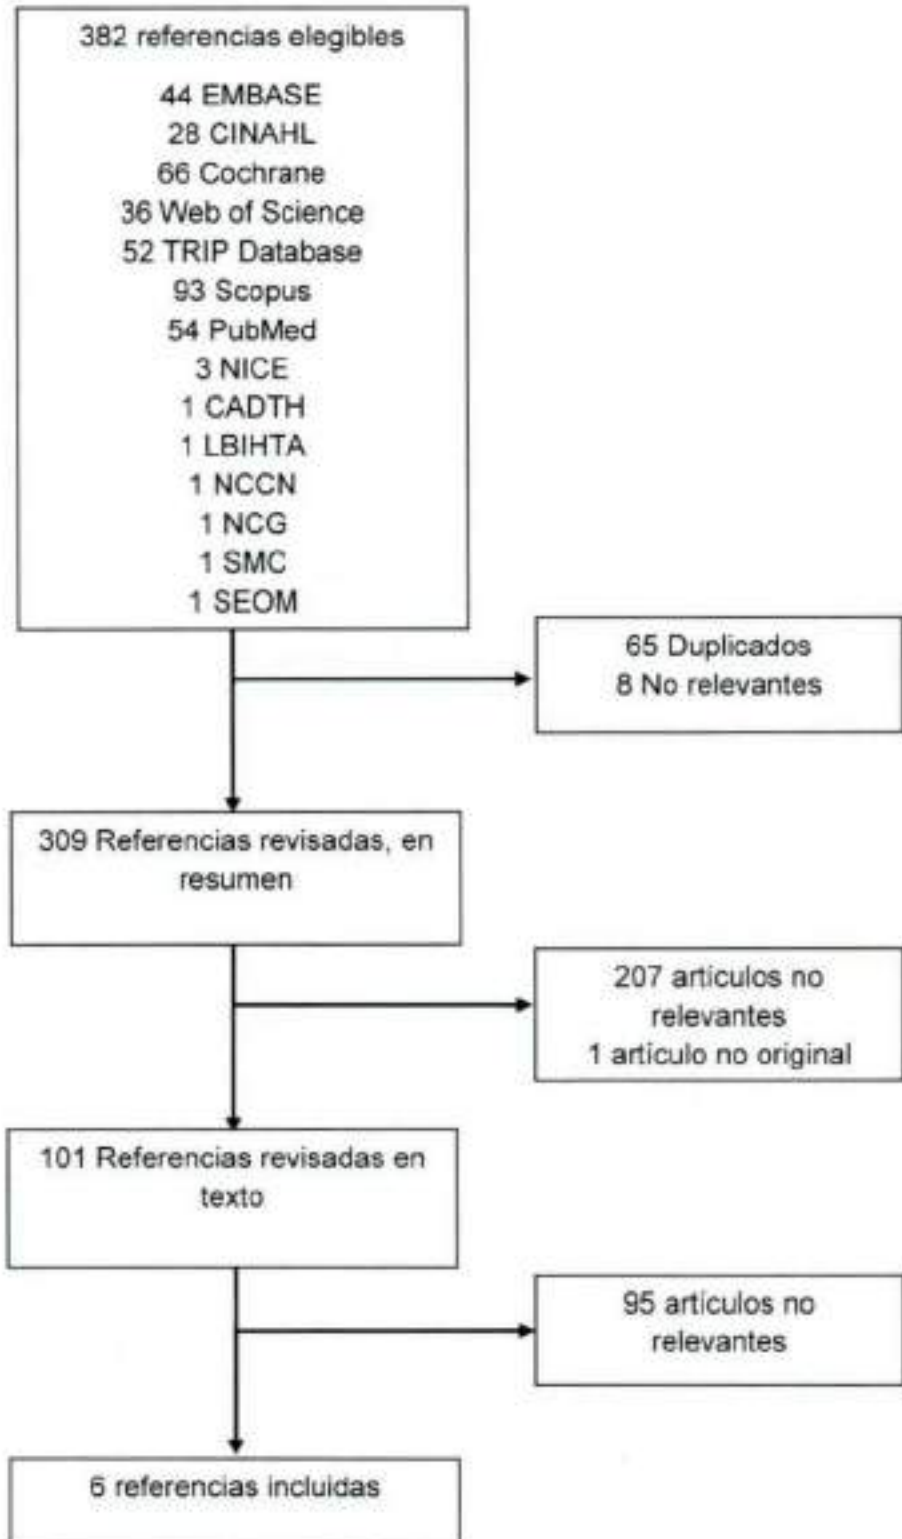 382 referencias elegibles
44 EMBASE
28 CINAHL
66 Cochrane
36 Web of Science
52 TRIP Database
93 Scopus
54 PubMed
3 NICE
1 CADTH
1 LBIHTA
1 NCCN
1 NCG
1 SMC
1 SEOM
65 Duplicados
8 No relevantes
309 Referencias revisadas, en
resumen
207 artículos no
relevantes
1 artículo no original
101 Referencias revisadas en
texto
95 artículos no
relevantes
6 referencias incluidas